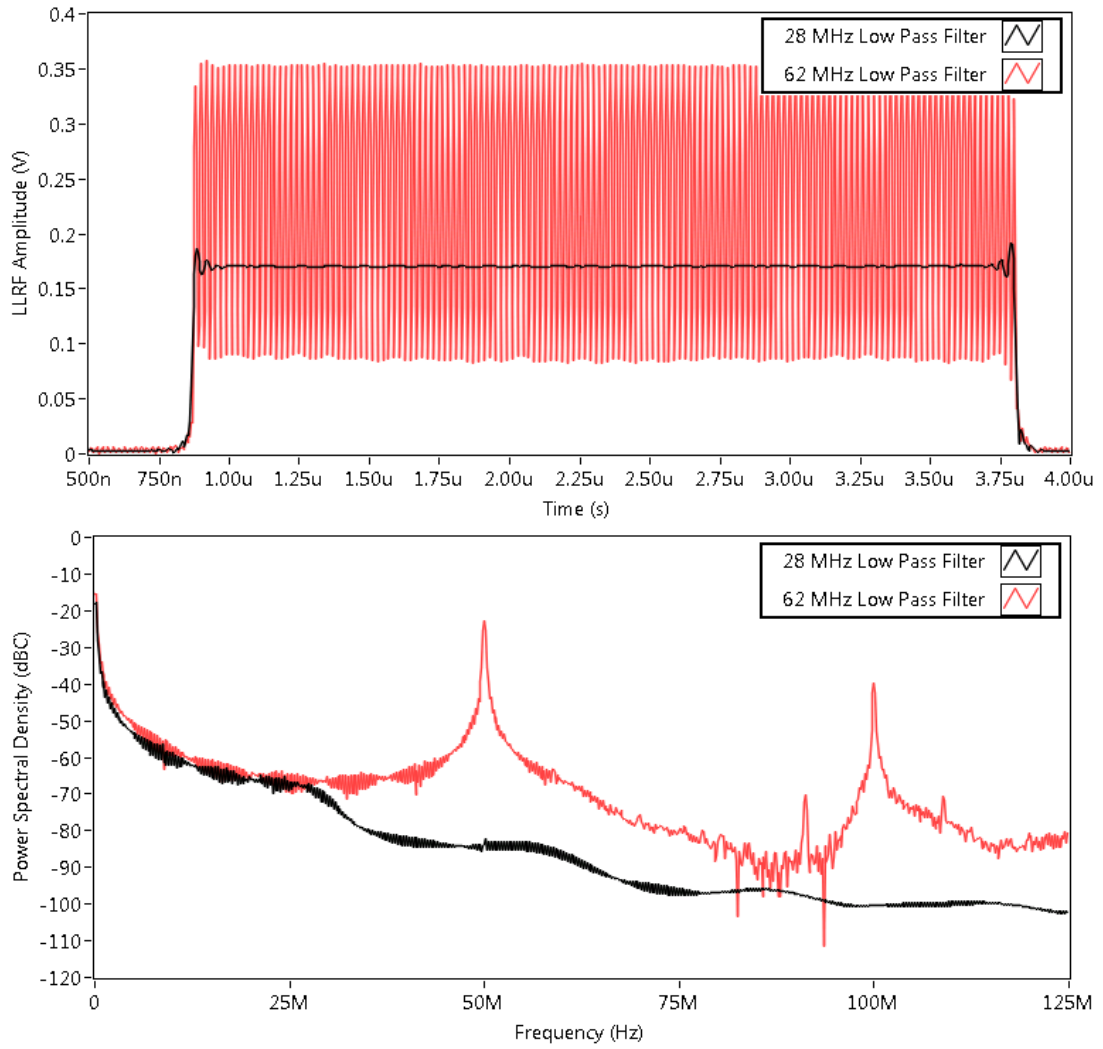 0.4
0.35
0.3
0.25
0.2
0.15
0.1
0.05
0
LLRF Amplitude (V)
28 MHz Low Pass Filter
62 MHz Low Pass Filter
500n 750n 1.00u 1.25u 1.50u 1.75u 2.00u 2.25u 2.50u 2.75u 3.00u 3.25u 3.50u 3.75u 4.00u
Time (s)
0
-10
-20
-30
-40
-50
-60
-70
-80
-90
-100
-110
-120
Power Spectral Density (dBC)
28 MHz Low Pass Filter
62 MHz Low Pass Filter
0 25M 50M 75M 100M 125M
Frequency (Hz)